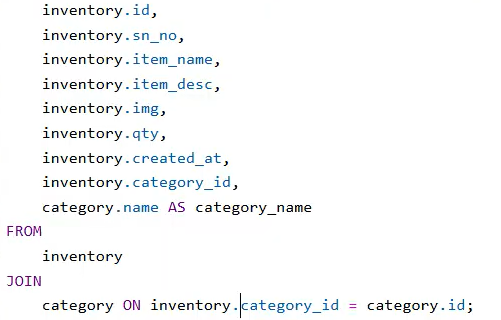 inventory.id,
inventory.sn_no,
inventory.item_name,
inventory.item_desc,
inventory.img,
inventory.qty,
inventory.created_at,
inventory.category_id,
category.name AS category_name
FROM
inventory
JOIN
category ON inventory.category_id = category.id;